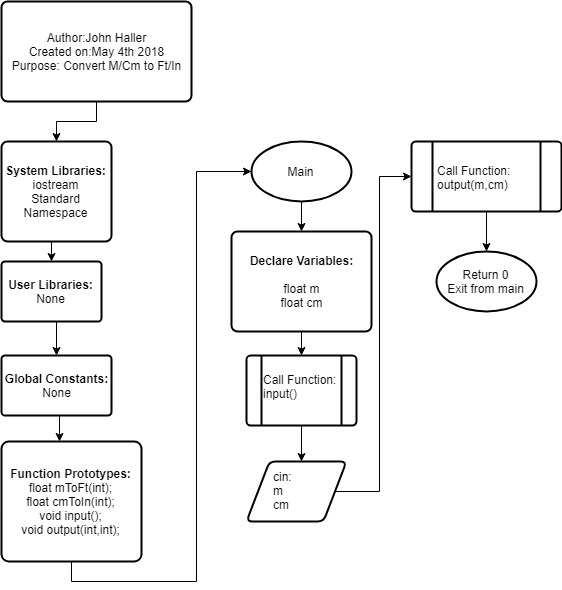 Author:John Haller
Created on:May 4th 2018
Purpose: Convert M/Cm to Ft/In
System Libraries:
iostream
Standard
Namespace
User Libraries:
None
Global Constants:
None
Function Prototypes:
float mToFt(int);
float cmToIn(int);
void input();
void output(int,int);
Main
Declare Variables:
float m
float cm
Call Function:
input()
cin:
m
cm
Call Function:
output(m,cm)
Return 0
Exit from main